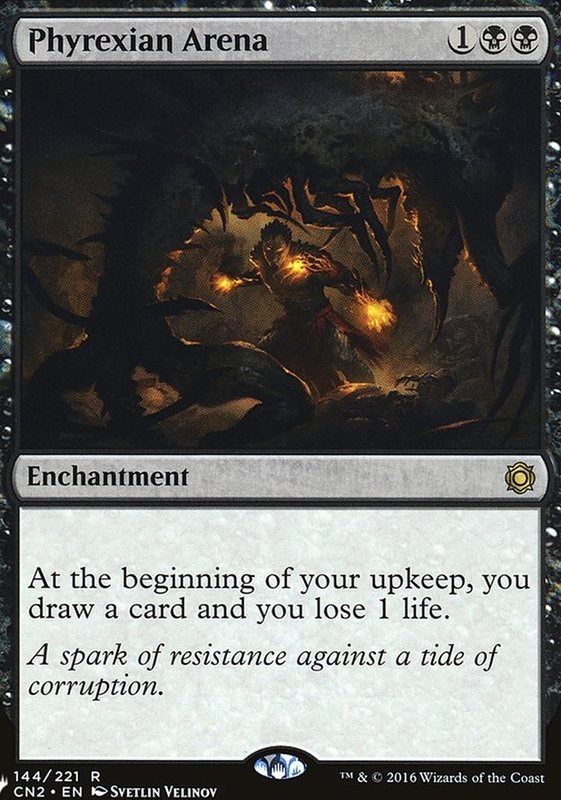 Phyrexian Arena 1
Enchantment
At the beginning of your upkeep, you
draw a card and you lose 1 life.
A spark of resistance against a tide of
corruption.
144/221 R
CN2 • EN Svetlin Velinov
™ & © 2016 Wizards of the Coast